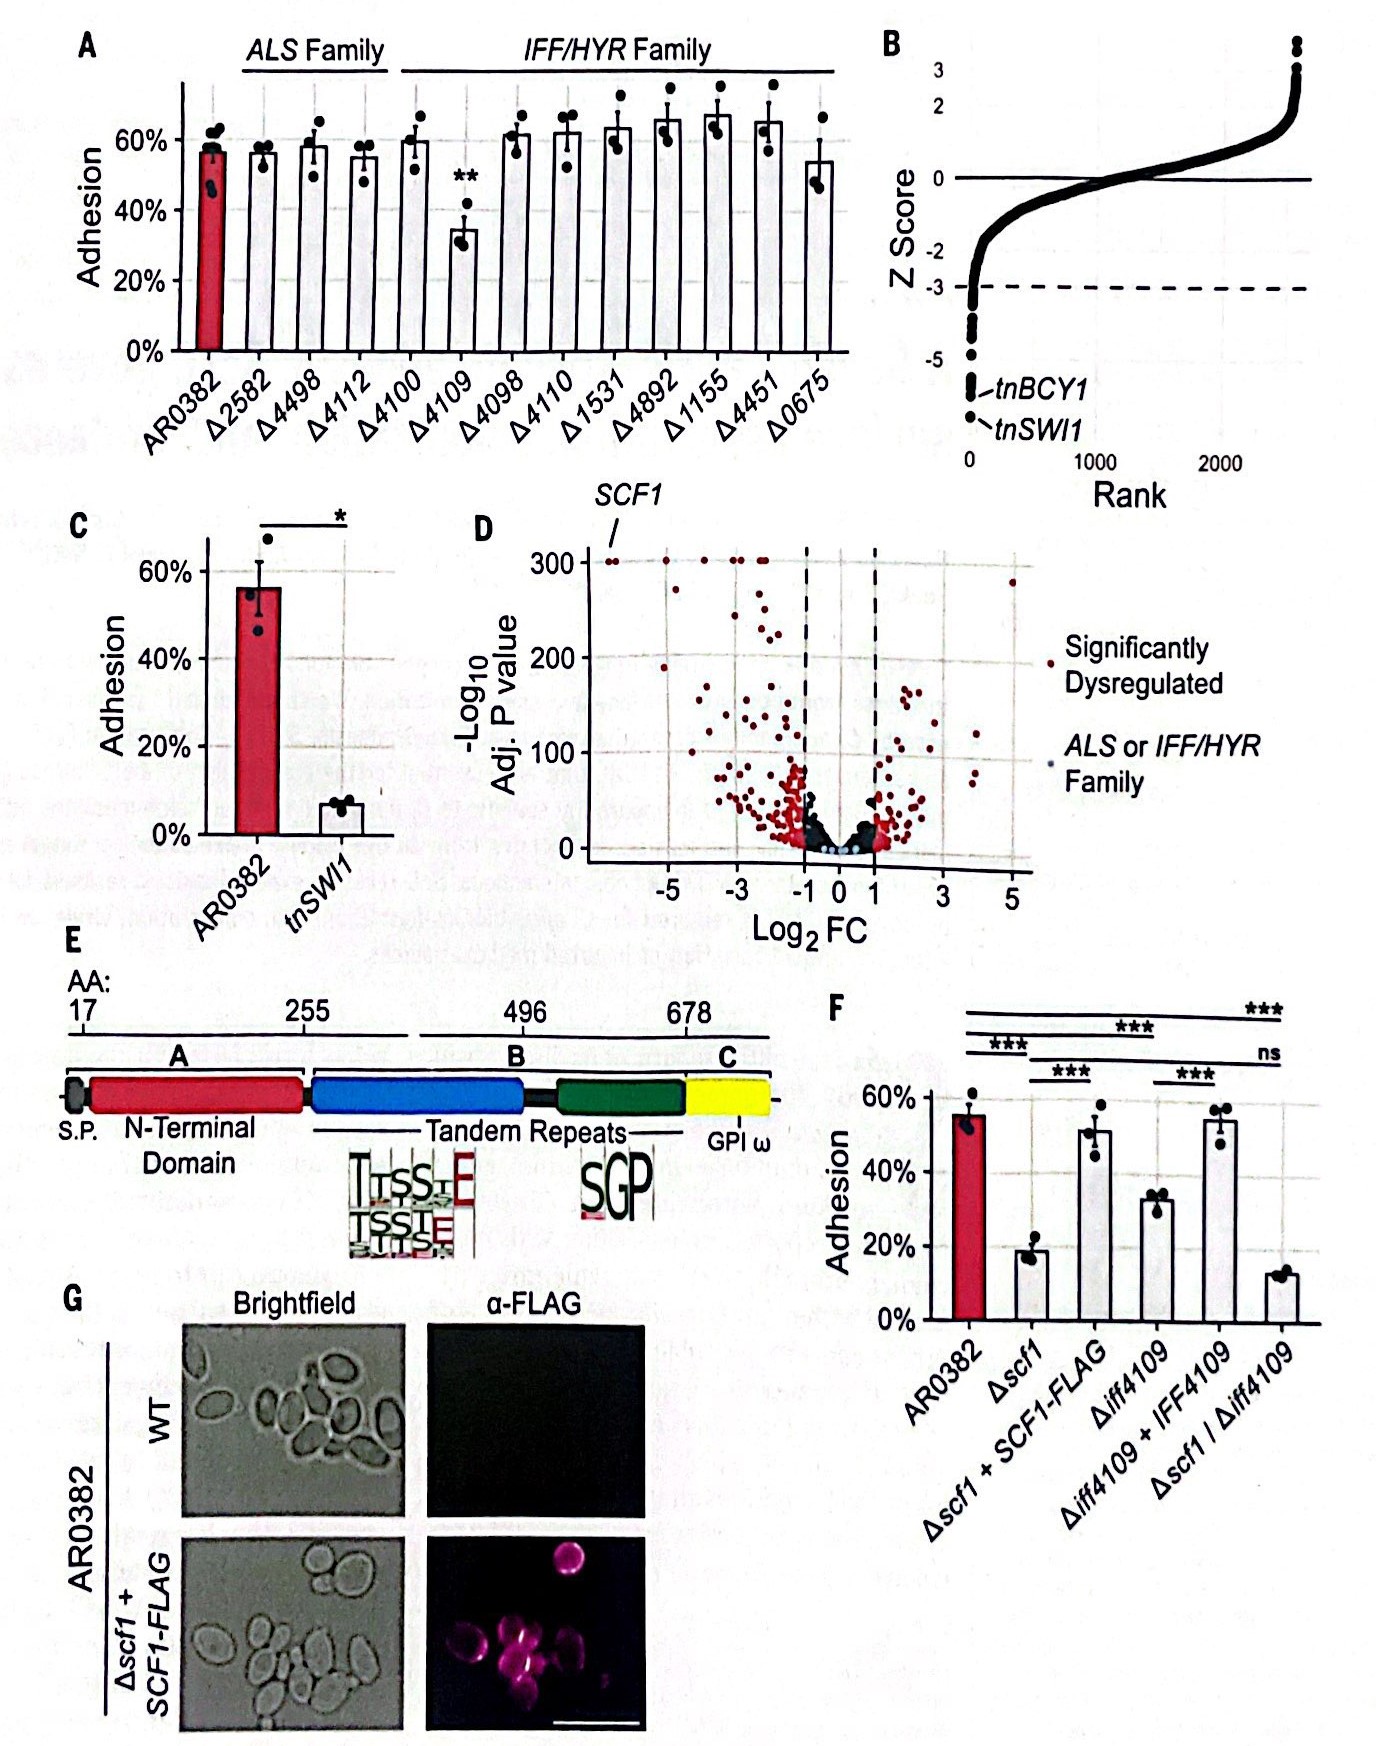 A
ALS Family
IFF/HYR Family
Adhesion
60%
40%
20%
0%
**
AR0382
Δ2582
Δ4498
Δ4112
Δ4100
Δ4109
Δ4098
Δ4110
Δ1531
Δ4892
Δ1155
Δ4451
Δ0675
B
Z Score
3
2
0
-2
-3
-5
tnBCY1
tnSWI1
0
1000
2000
Rank
C
*
Adhesion
60%
40%
20%
0%
AR0382
tnSWI1
D
SCF1
-Log10
Adj. P value
300
200
100
0
-5
-3
-1
0
1
3
5
Log2 FC
Significantly
Dysregulated
ALS or IFF/HYR
Family
E
AA:
17
255
496
678
A
B
C
S.P.
N-Terminal
Domain
Tandem Repeats
GPI ω
SGP
F
***
***
***
ns
***
***
Adhesion
60%
40%
20%
0%
AR0382
Δscf1
Δscf1 + SCF1-FLAG
Δiff4109
Δiff4109 + IFF4109
Δscf1 / Δiff4109
G
Brightfield
α-FLAG
AR0382
WT
Δscf1 +
SCF1-FLAG